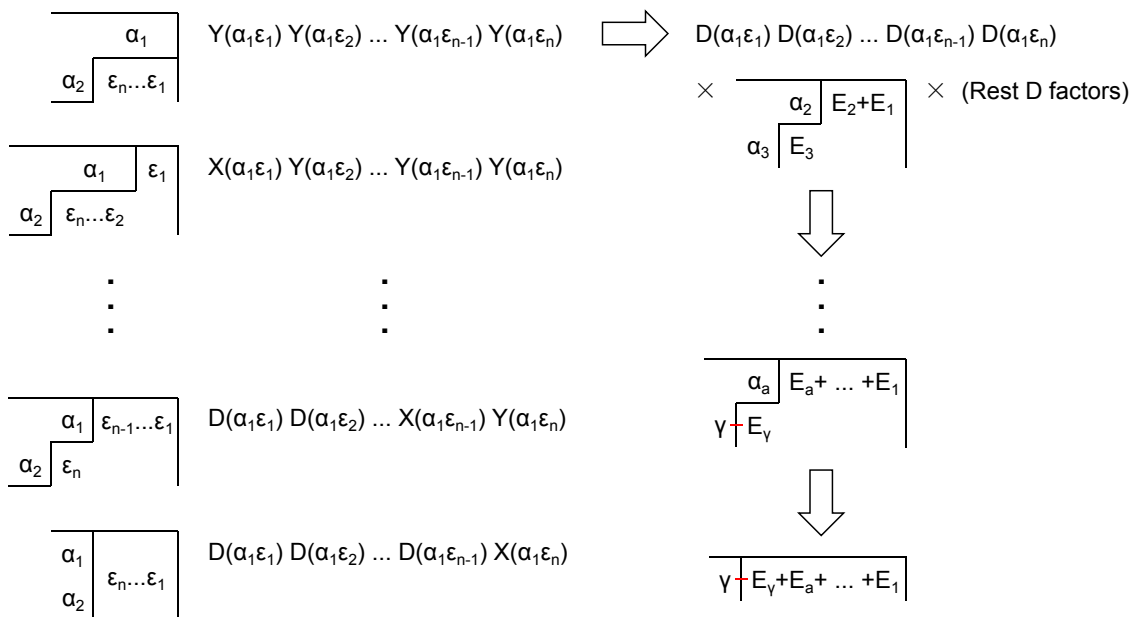 α₁ Y(α₁ε₁) Y(α₁ε₂) ... Y(α₁εₙ₋₁) Y(α₁εₙ)
α₂ εₙ...ε₁
α₁ ε₁ X(α₁ε₁) Y(α₁ε₂) ... Y(α₁εₙ₋₁) Y(α₁εₙ)
α₂ εₙ...ε₂
α₁ εₙ₋₁...ε₁ D(α₁ε₁) D(α₁ε₂) ... X(α₁εₙ₋₁) Y(α₁εₙ)
α₂ εₙ
α₁ D(α₁ε₁) D(α₁ε₂) ... D(α₁εₙ₋₁) X(α₁εₙ)
εₙ...ε₁
α₂
D(α₁ε₁) D(α₁ε₂) ... D(α₁εₙ₋₁) D(α₁εₙ)
× α₂ E₂+E₁ × (Rest D factors)
α₃ E₃
αₐ Eₐ+ ... +E₁
γ Eᵧ
γ Eᵧ+Eₐ+ ... +E₁